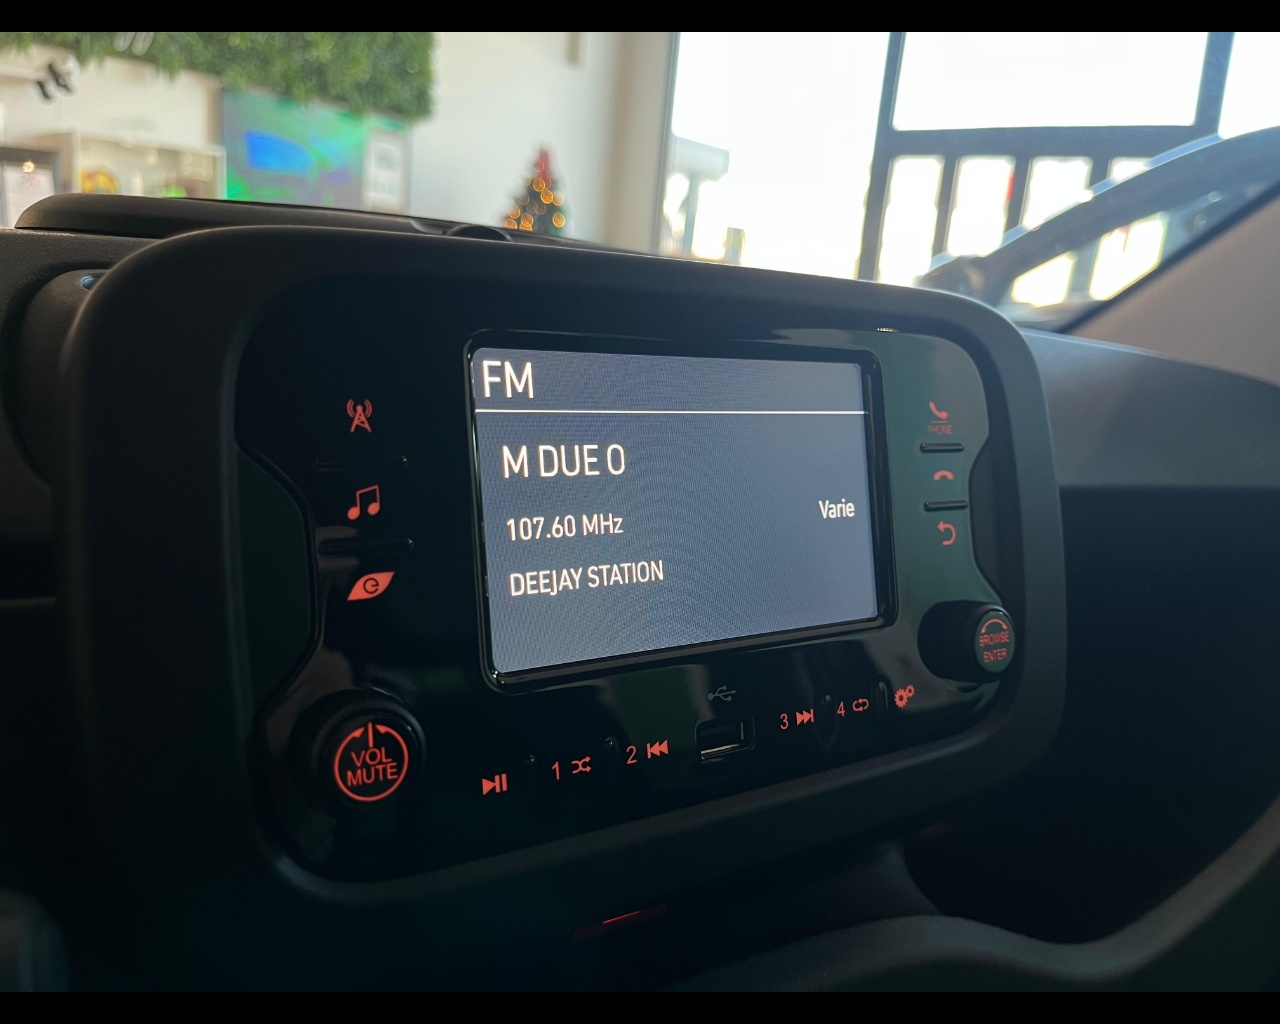 FM
M DUE O
107.60 MHz
Varie
DEEJAY STATION
PHONE
BROWSE
ENTER
VOL
MUTE
1
2
3
4